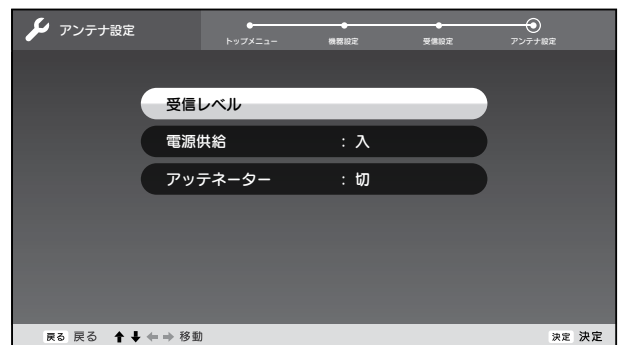 アンテナ設定
トップメニュー 機器設定 受信設定 アンテナ設定
受信レベル
電源供給 : 入
アッテネーター : 切
戻る 戻る ↑↓←→ 移動 決定 決定